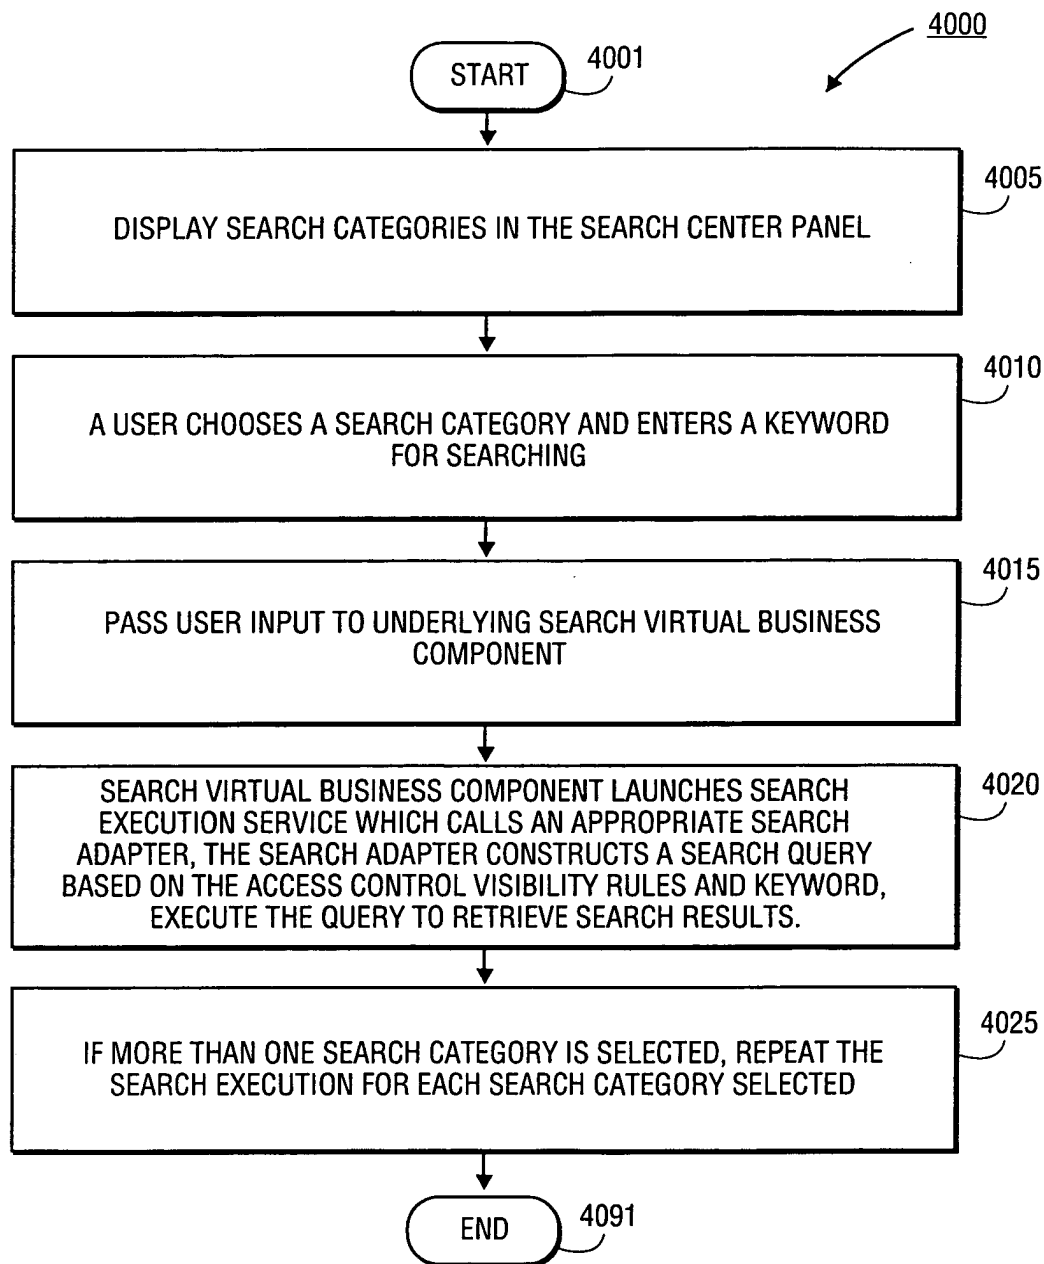 4000
START
4001
4005
DISPLAY SEARCH CATEGORIES IN THE SEARCH CENTER PANEL
4010
A USER CHOOSES A SEARCH CATEGORY AND ENTERS A KEYWORD
FOR SEARCHING
4015
PASS USER INPUT TO UNDERLYING SEARCH VIRTUAL BUSINESS
COMPONENT
4020
SEARCH VIRTUAL BUSINESS COMPONENT LAUNCHES SEARCH
EXECUTION SERVICE WHICH CALLS AN APPROPRIATE SEARCH
ADAPTER, THE SEARCH ADAPTER CONSTRUCTS A SEARCH QUERY
BASED ON THE ACCESS CONTROL VISIBILITY RULES AND KEYWORD,
EXECUTE THE QUERY TO RETRIEVE SEARCH RESULTS.
4025
IF MORE THAN ONE SEARCH CATEGORY IS SELECTED, REPEAT THE
SEARCH EXECUTION FOR EACH SEARCH CATEGORY SELECTED
END
4091